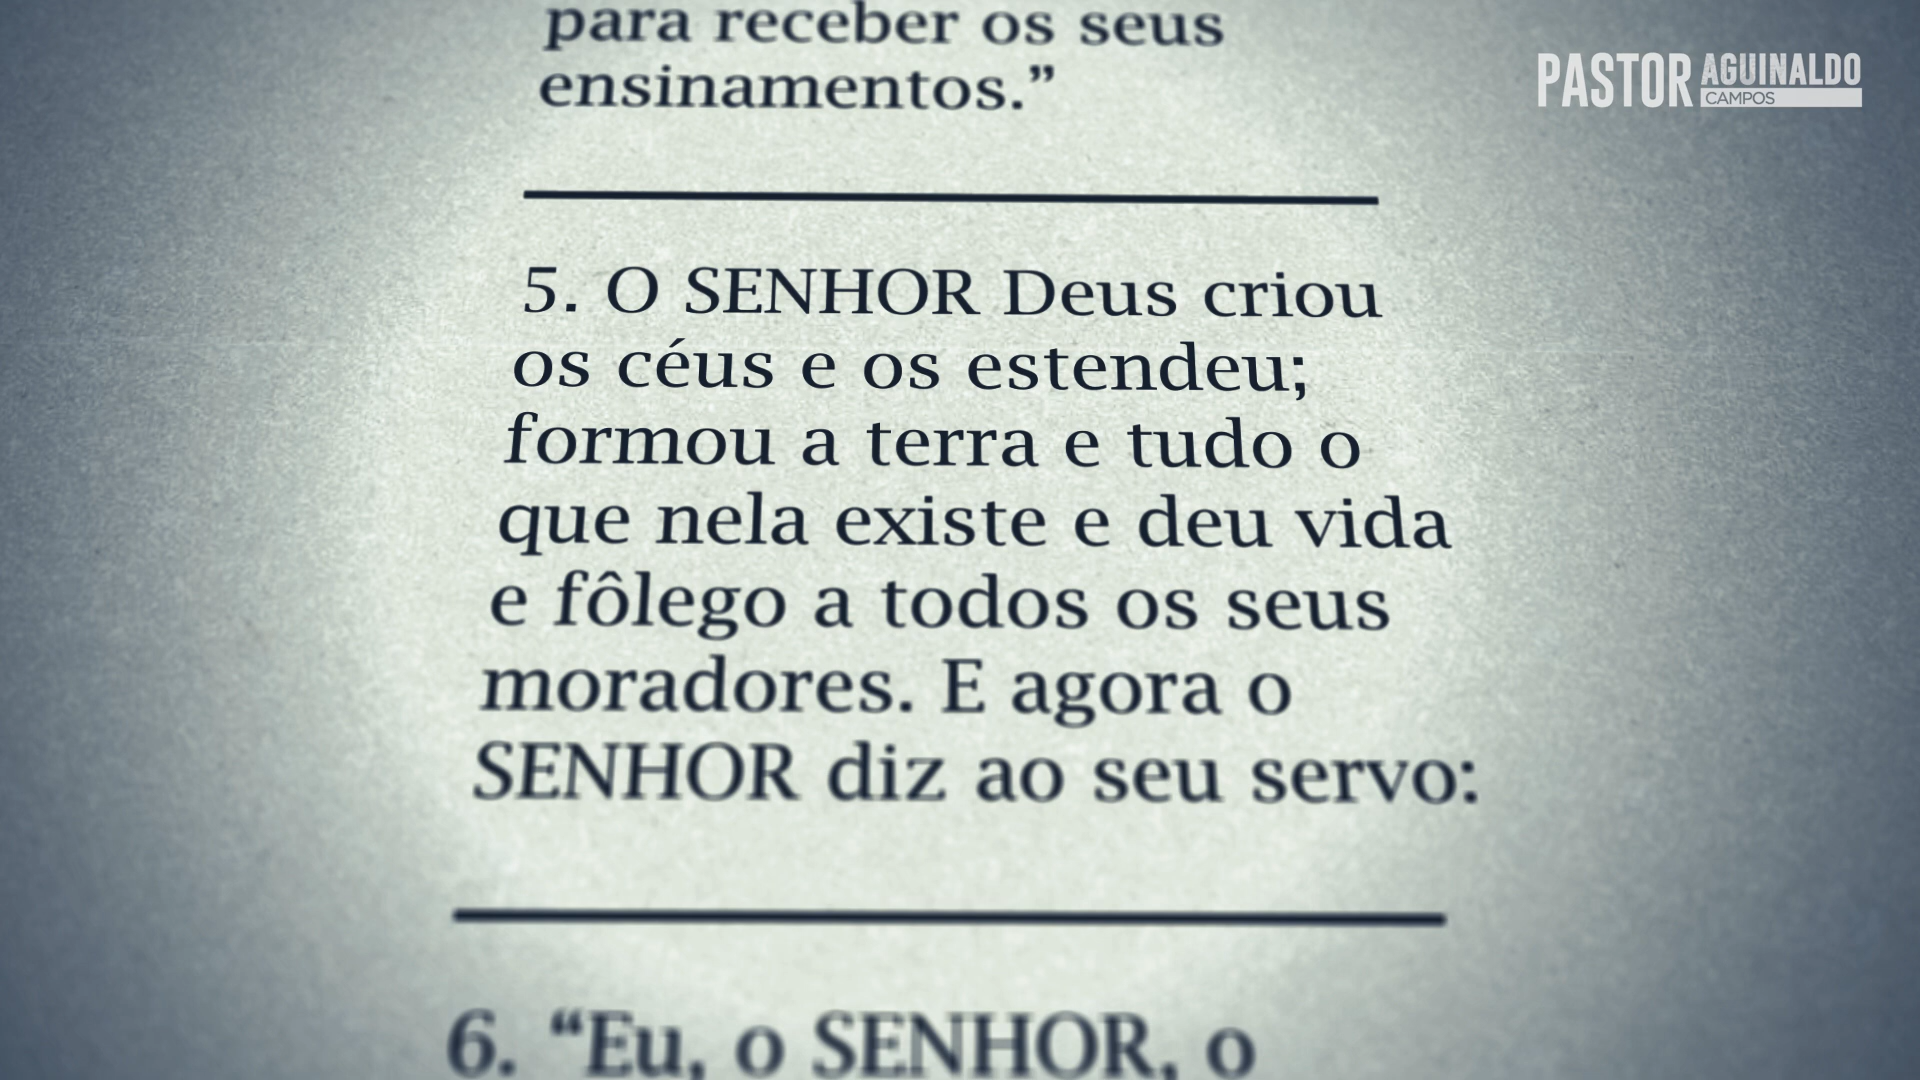 para receber os seus
ensinamentos.”
PASTOR AGUINALDO
CAMPOS
5. O SENHOR Deus criou
os céus e os estendeu;
formou a terra e tudo o
que nela existe e deu vida
e fôlego a todos os seus
moradores. E agora o
SENHOR diz ao seu servo:
6. “Eu, o SENHOR, o